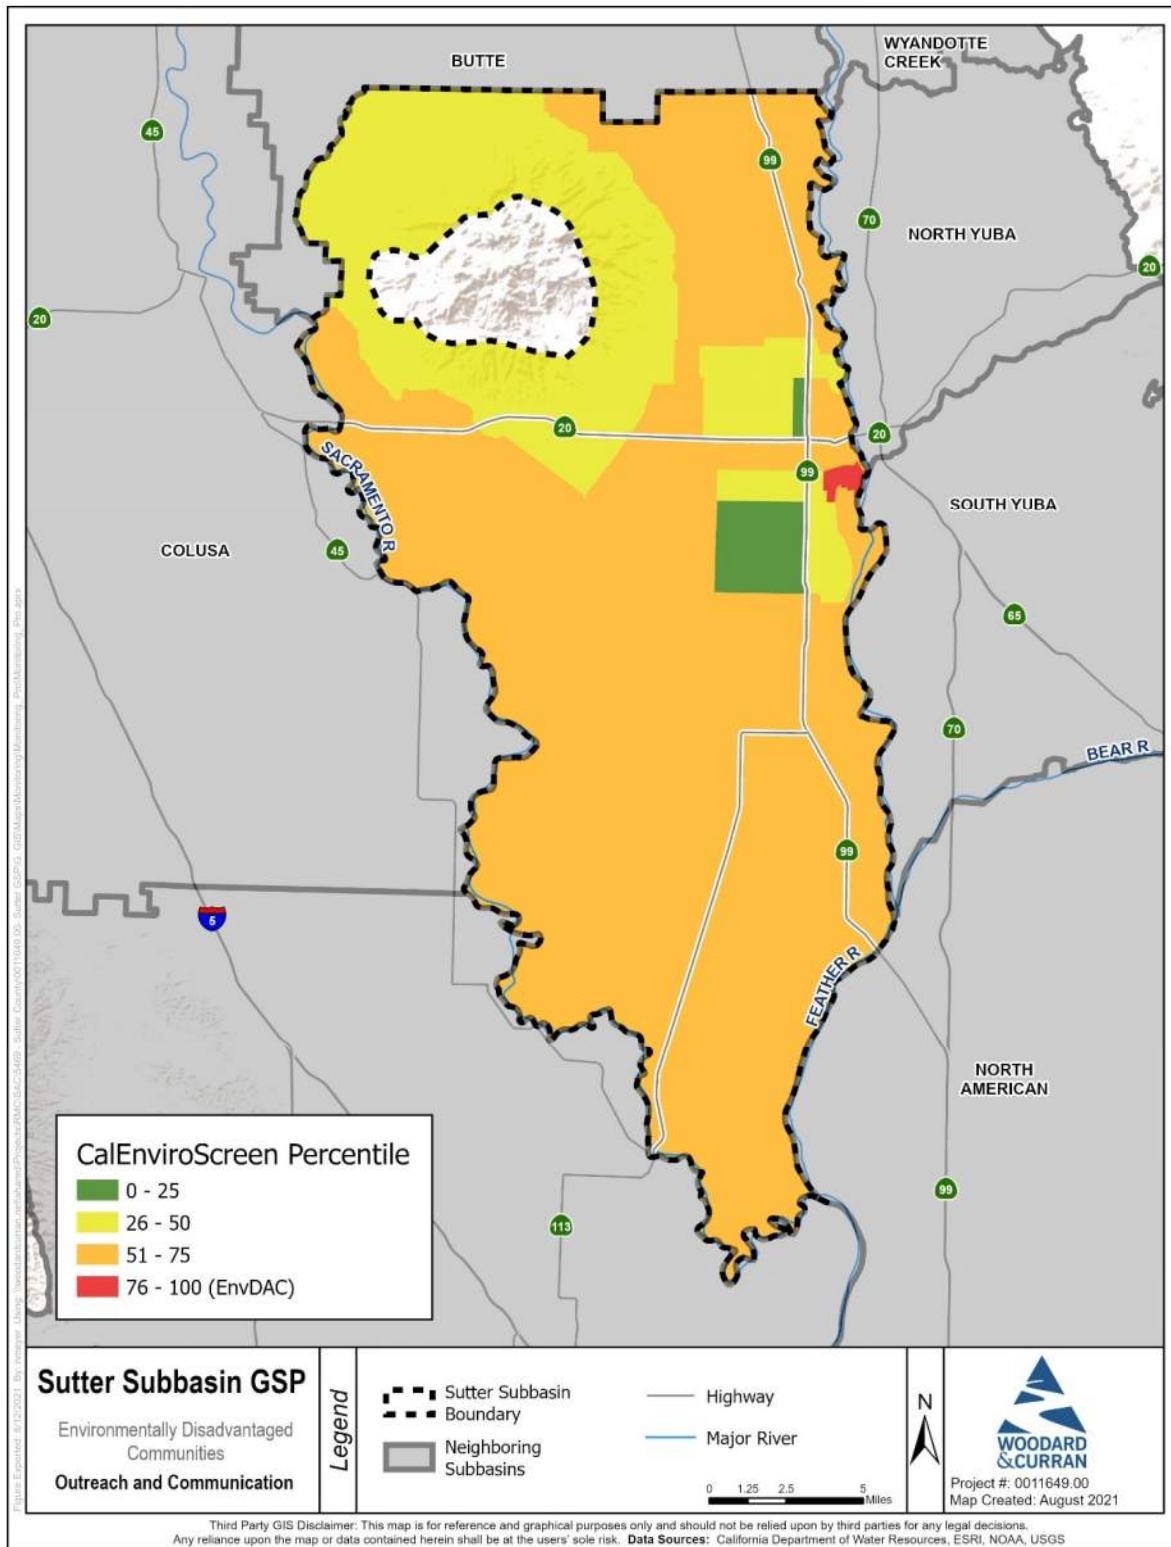 BUTTE
WYANDOTTE
CREEK
45
99
70
NORTH YUBA
20
20
20
20
99
SACRAMENTO R
SOUTH YUBA
COLUSA
45
65
70
BEAR R
99
5
FEATHER R
NORTH
AMERICAN
99
113
CalEnviroScreen Percentile
0 - 25
26 - 50
51 - 75
76 - 100 (EnvDAC)
Sutter Subbasin GSP
Environmentally Disadvantaged
Communities
Outreach and Communication
Legend
Sutter Subbasin
Boundary
Neighboring
Subbasins
Highway
Major River
0 1.25 2.5 5
Miles
N
WOODARD
&CURRAN
Project #: 0011649.00
Map Created: August 2021
Third Party GIS Disclaimer: This map is for reference and graphical purposes only and should not be relied upon by third parties for any legal decisions.
Any reliance upon the map or data contained herein shall be at the users' sole risk. Data Sources: California Department of Water Resources, ESRI, NOAA, USGS
Figure Exported: 8/12/2021 By: